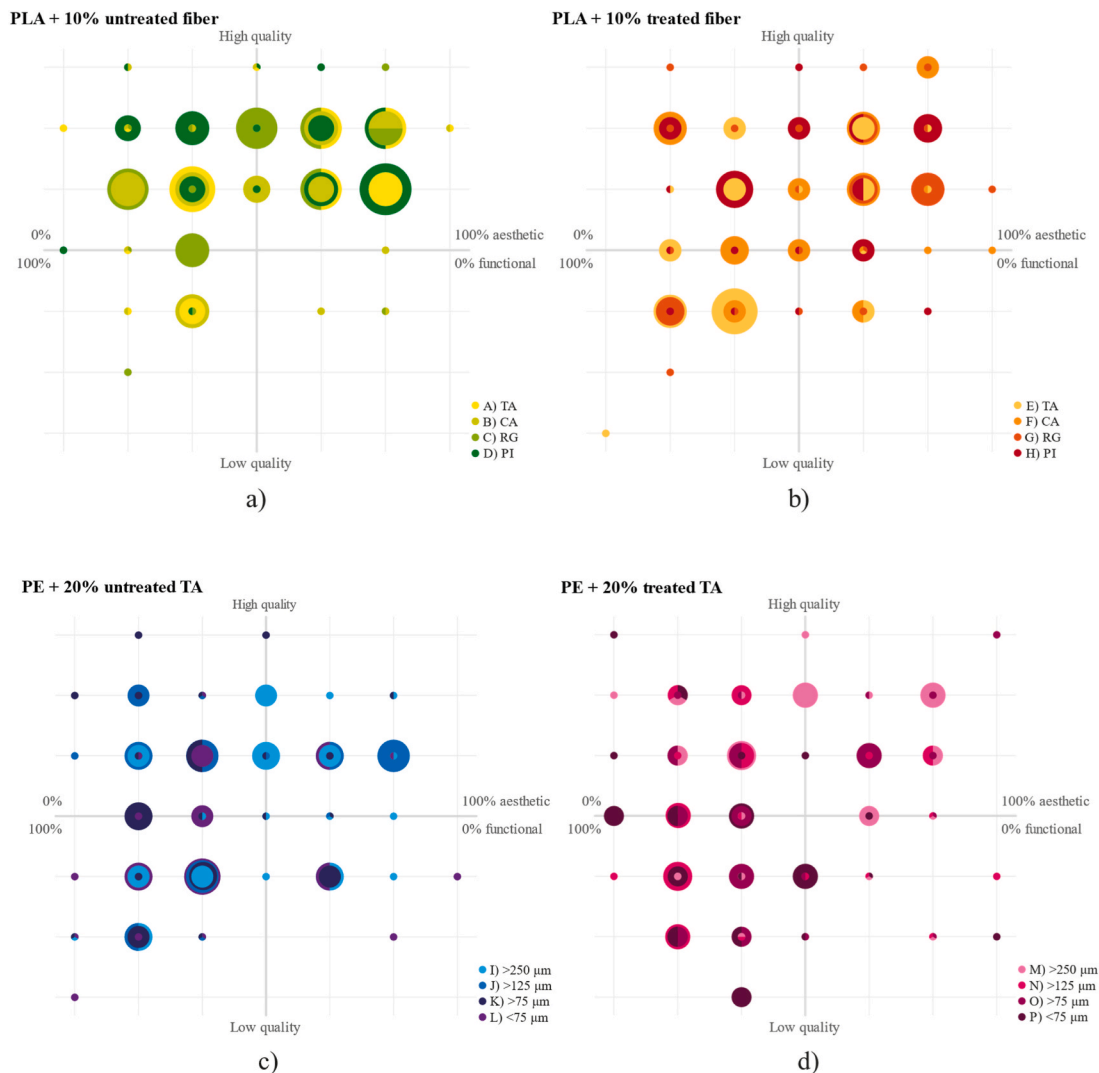 PLA + 10% untreated fiber
High quality
0%
100%
100% aesthetic
0% functional
A) TA
B) CA
C) RG
D) PI
Low quality
a)
PLA + 10% treated fiber
High quality
0%
100%
100% aesthetic
0% functional
E) TA
F) CA
G) RG
H) PI
Low quality
b)
PE + 20% untreated TA
High quality
0%
100%
100% aesthetic
0% functional
I) >250 μm
J) >125 μm
K) >75 μm
L) <75 μm
Low quality
c)
PE + 20% treated TA
High quality
0%
100%
100% aesthetic
0% functional
M) >250 μm
N) >125 μm
O) >75 μm
P) <75 μm
Low quality
d)